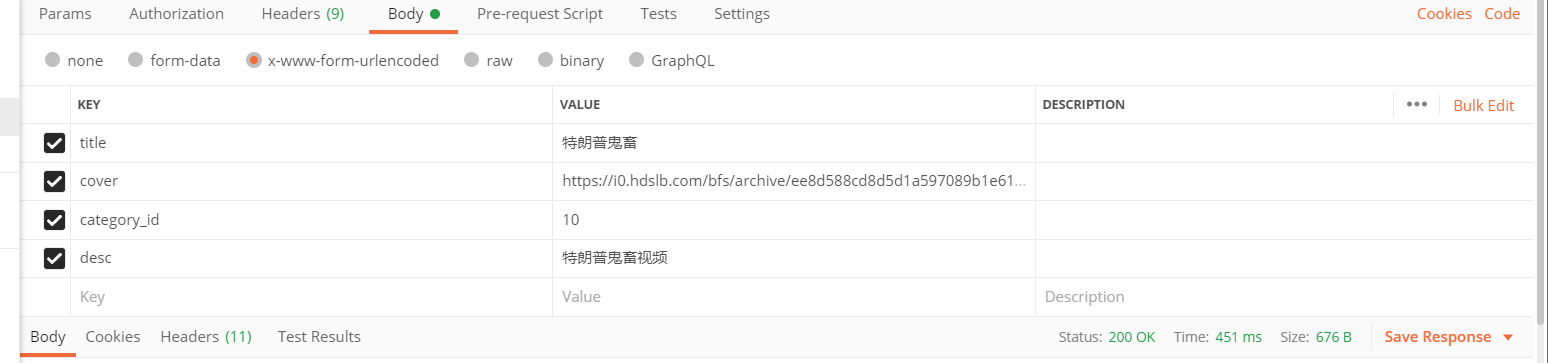 Params Authorization Headers (9) Body Pre-request Script Tests Settings Cookies Code
none form-data x-www-form-urlencoded raw binary GraphQL
KEY VALUE DESCRIPTION ••• Bulk Edit
title 特朗普鬼畜
cover https://i0.hdslb.com/bfs/archive/ee8d588cd8d5d1a597089b1e61...
category_id 10
desc 特朗普鬼畜视频
Key Value Description
Body Cookies Headers (11) Test Results Status: 200 OK Time: 451 ms Size: 676 B Save Response